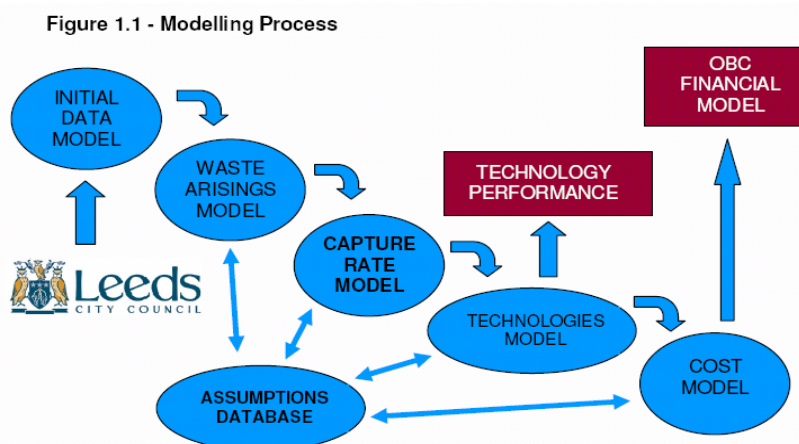 Figure 1.1 - Modelling Process
OBC
FINANCIAL
MODEL
INITIAL
DATA
MODEL
WASTE
ARISINGS
MODEL
TECHNOLOGY
PERFORMANCE
CAPTURE
RATE
MODEL
Leeds
CITY COUNCIL
TECHNOLOGIES
MODEL
COST
MODEL
ASSUMPTIONS
DATABASE